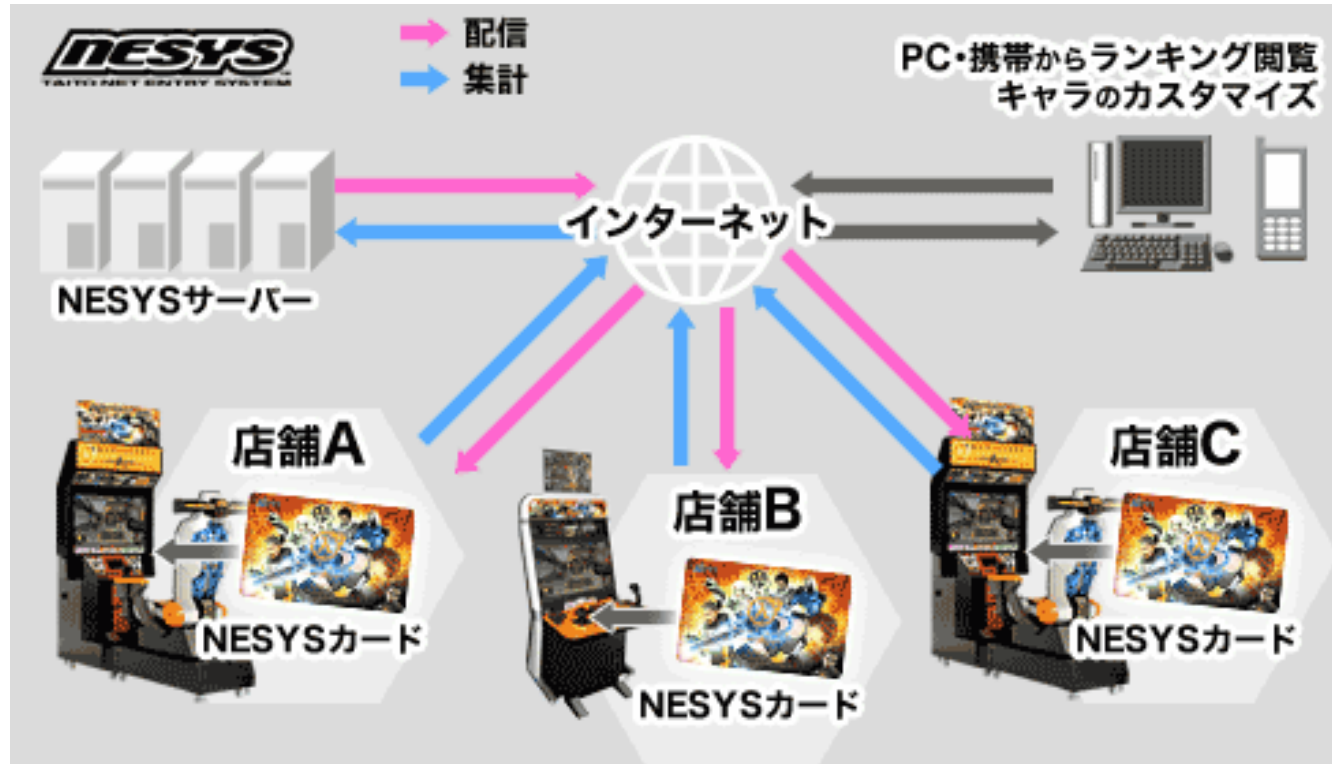 NESYS
TAITO NET ENTRY SYSTEM
配信
集計
PC・携帯からランキング閲覧
キャラのカスタマイズ
インターネット
NESYSサーバー
店舗A
NESYSカード
店舗B
NESYSカード
店舗C
NESYSカード